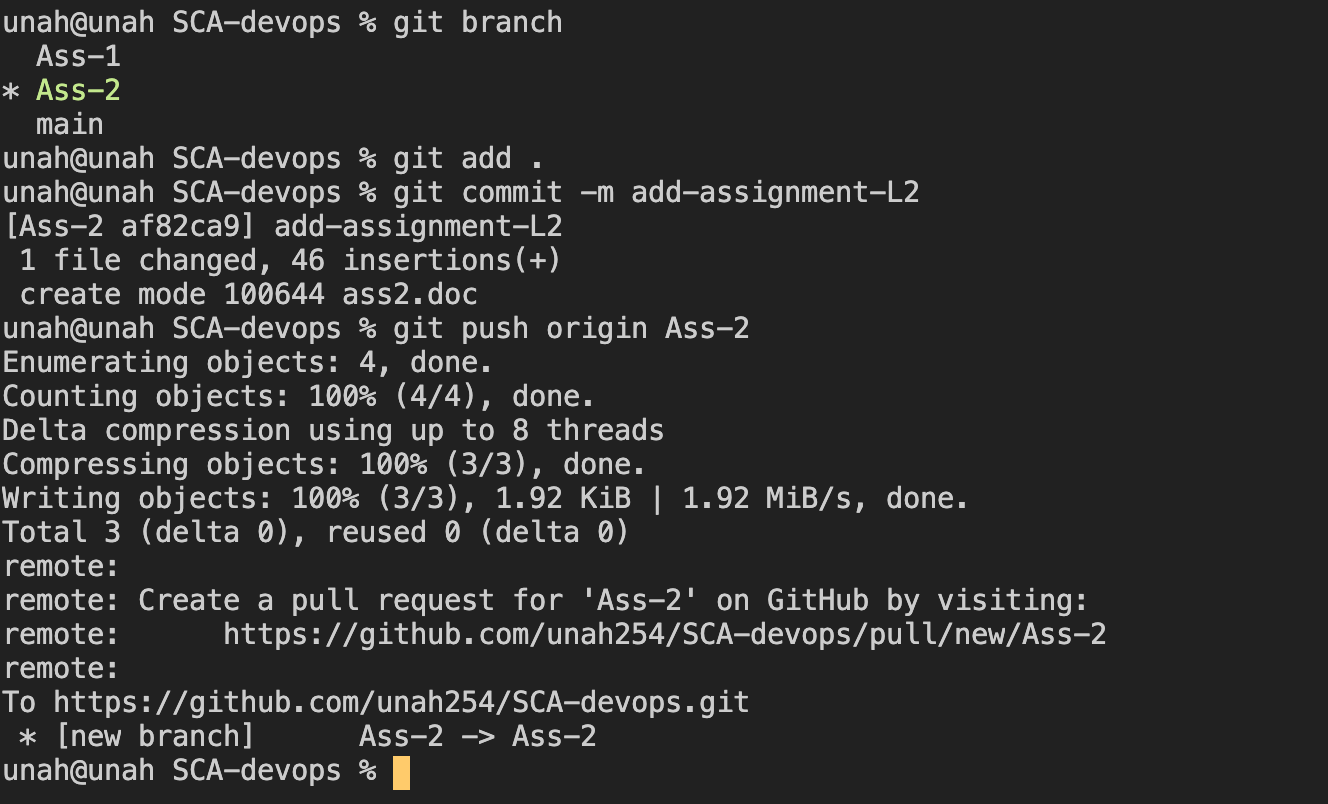 unah@unah SCA-devops % git branch
  Ass-1
* Ass-2
  main
unah@unah SCA-devops % git add .
unah@unah SCA-devops % git commit -m add-assignment-L2
[Ass-2 af82ca9] add-assignment-L2
 1 file changed, 46 insertions(+)
 create mode 100644 ass2.doc
unah@unah SCA-devops % git push origin Ass-2
Enumerating objects: 4, done.
Counting objects: 100% (4/4), done.
Delta compression using up to 8 threads
Compressing objects: 100% (3/3), done.
Writing objects: 100% (3/3), 1.92 KiB | 1.92 MiB/s, done.
Total 3 (delta 0), reused 0 (delta 0)
remote:
remote: Create a pull request for 'Ass-2' on GitHub by visiting:
remote:      https://github.com/unah254/SCA-devops/pull/new/Ass-2
remote:
To https://github.com/unah254/SCA-devops.git
 * [new branch]      Ass-2 -> Ass-2
unah@unah SCA-devops %